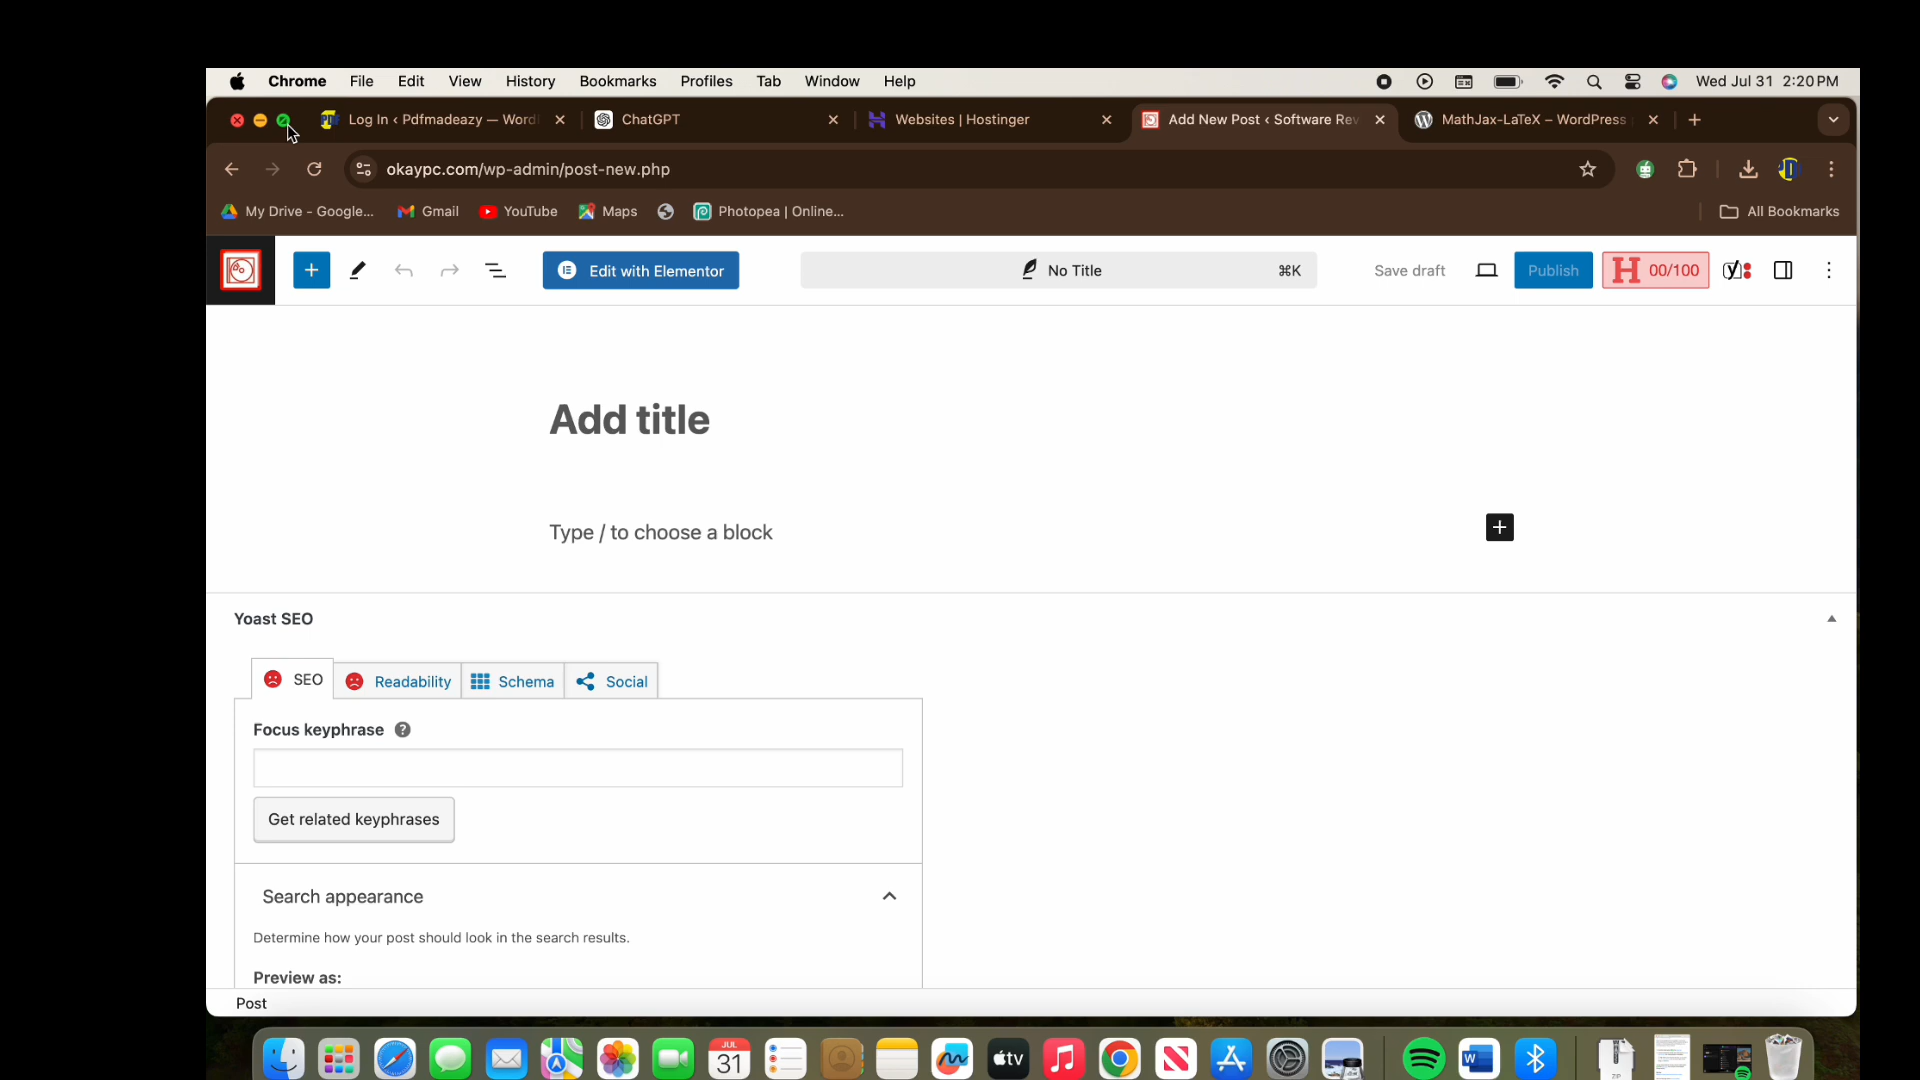 Chrome File Edit View History Bookmarks Profiles Tab Window Help Wed Jul 31 2:20 PM
Log In ‹ Pdfmadeazy — Word ChatGPT Websites | Hostinger Add New Post ‹ Software Rev MathJax-LaTeX – WordPress
okaypc.com/wp-admin/post-new.php
My Drive - Google... Gmail YouTube Maps Photopea | Online... All Bookmarks
Edit with Elementor No Title ⌘K Save draft Publish H 00/100
Add title
Type / to choose a block
Yoast SEO
SEO Readability Schema Social
Focus keyphrase
Get related keyphrases
Search appearance
Determine how your post should look in the search results.
Preview as:
Post
JUL
31
tv
W
ZIP